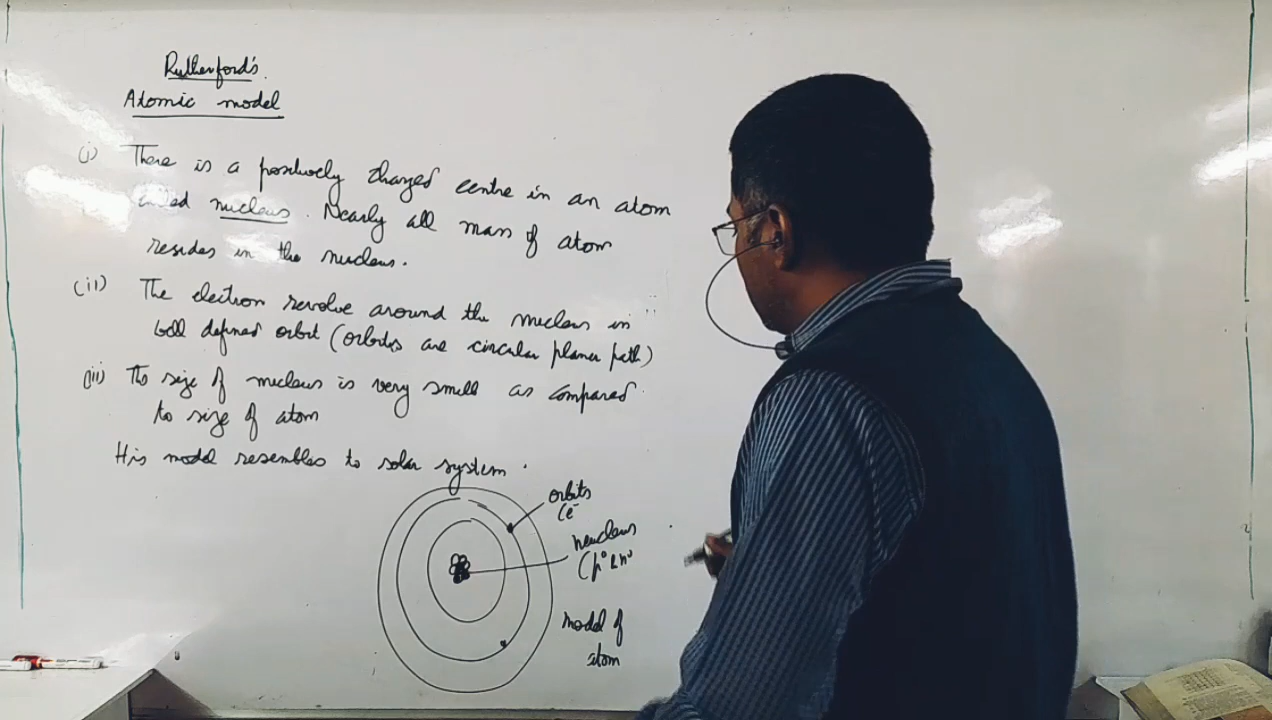 Rutherford's
Atomic model
(i) There is a positively charged centre in an atom
called nucleus. Nearly all mass of atom
resides in the nucleus.
(ii) The electron revolve around the nucleus in
well defined orbit (orbits are circular planer path)
(iii) The size of nucleus is very small as compared
to size of atom
His model resembles to solar system.
orbits
(e⁻
neucleus
model of
atom